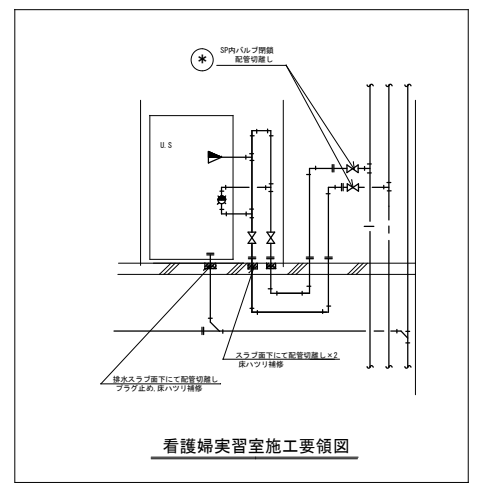 SP内バルブ閉鎖
配管切離し
U.S
スラブ面下にて配管切離し×2
床ハツリ補修
排水スラブ面下にて配管切離し
プラグ止め,床ハツリ補修
看護婦実習室施工要領図